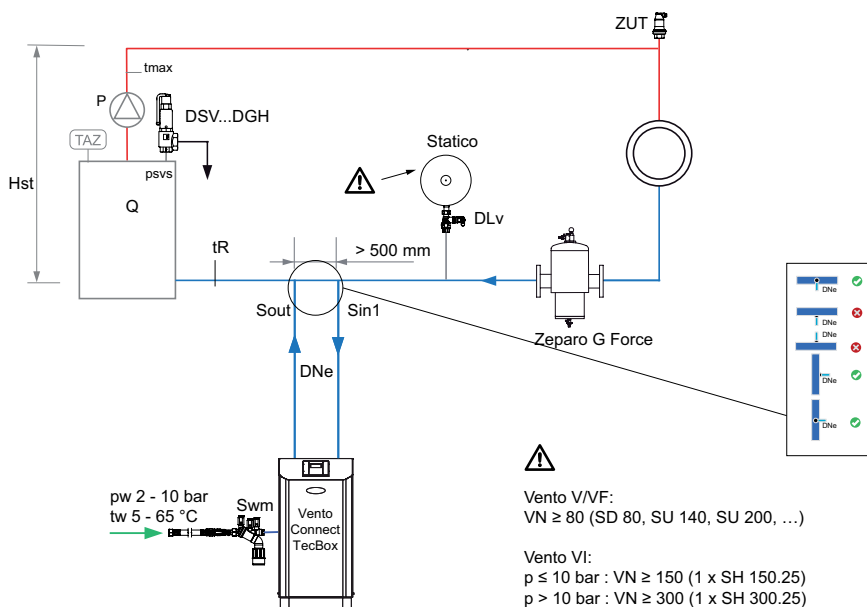 ZUT
tmax
P
DSV...DGH
TAZ
psvs
Statico
Hst
Q
DLv
tR
> 500 mm
Sout
Sin1
Zeparo G Force
DNe
DNe
DNe
DNe
DNe
DNe
pw 2 - 10 bar
tw 5 - 65 °C
Swm
Vento
Connect
TecBox
Vento V/VF:
VN ≥ 80 (SD 80, SU 140, SU 200, …)
Vento VI:
p ≤ 10 bar : VN ≥ 150 (1 x SH 150.25)
p > 10 bar : VN ≥ 300 (1 x SH 300.25)